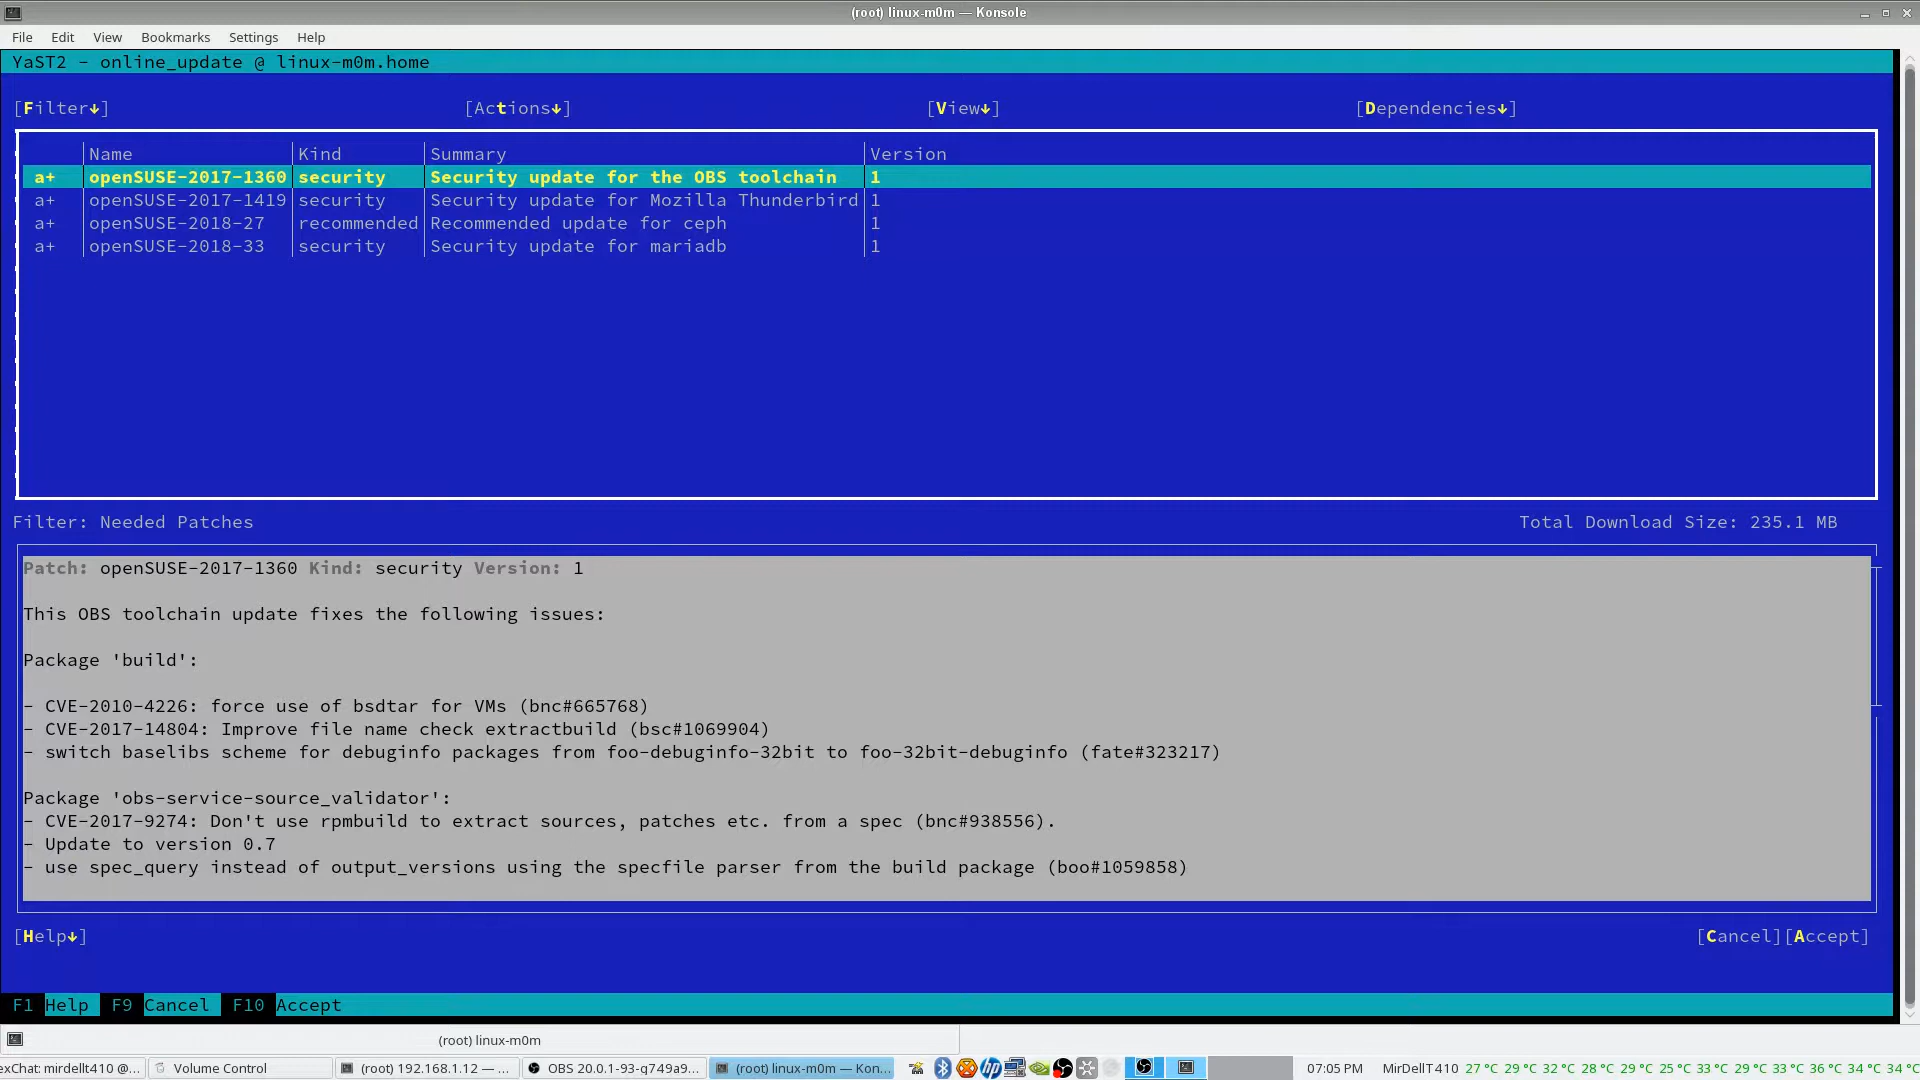 (root) linux-m0m — Konsole
File Edit View Bookmarks Settings Help
YaST2 - online_update @ linux-m0m.home
[Filter↓] [Actions↓] [View↓] [Dependencies↓]
Name Kind Summary Version
a+ openSUSE-2017-1360 security Security update for the OBS toolchain 1
a+ openSUSE-2017-1419 security Security update for Mozilla Thunderbird 1
a+ openSUSE-2018-27 recommended Recommended update for ceph 1
a+ openSUSE-2018-33 security Security update for mariadb 1
Filter: Needed Patches Total Download Size: 235.1 MB
Patch: openSUSE-2017-1360 Kind: security Version: 1
This OBS toolchain update fixes the following issues:
Package 'build':
- CVE-2010-4226: force use of bsdtar for VMs (bnc#665768)
- CVE-2017-14804: Improve file name check extractbuild (bsc#1069904)
- switch baselibs scheme for debuginfo packages from foo-debuginfo-32bit to foo-32bit-debuginfo (fate#323217)
Package 'obs-service-source_validator':
- CVE-2017-9274: Don't use rpmbuild to extract sources, patches etc. from a spec (bnc#938556).
- Update to version 0.7
- use spec_query instead of output_versions using the specfile parser from the build package (boo#1059858)
[Help↓] [Cancel][Accept]
F1 Help F9 Cancel F10 Accept
(root) linux-m0m
exChat: mirdellt410 @... Volume Control (root) 192.168.1.12 — ... OBS 20.0.1-93-g749a9... (root) linux-m0m — Kon... hp 07:05 PM MirDellT410 27 °C 29 °C 32 °C 28 °C 29 °C 25 °C 33 °C 29 °C 33 °C 36 °C 34 °C 34 °C